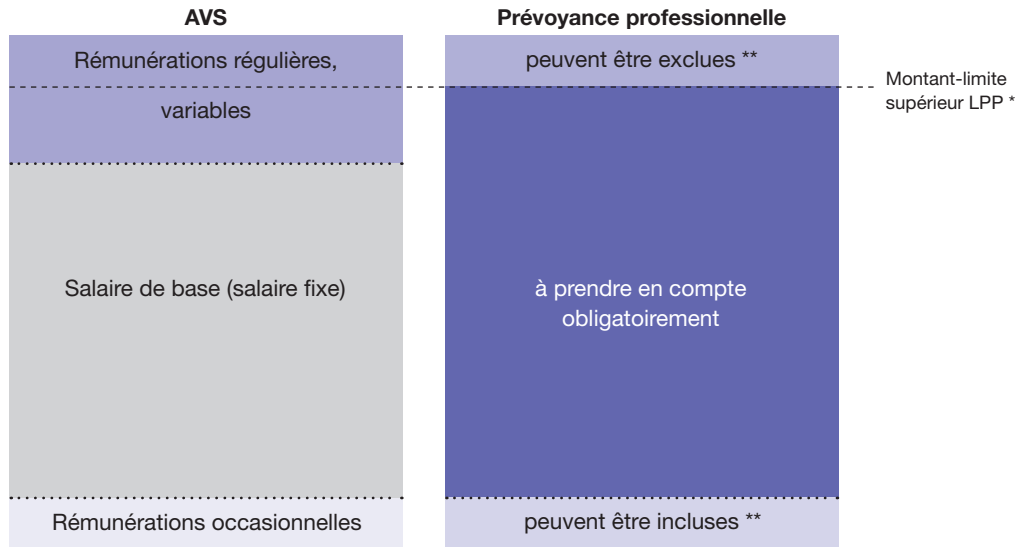 AVS
Prévoyance professionnelle
Rémunérations régulières,
variables
peuvent être exclues **
Montant-limite
supérieur LPP *
Salaire de base (salaire fixe)
à prendre en compte
obligatoirement
Rémunérations occasionnelles
peuvent être incluses **